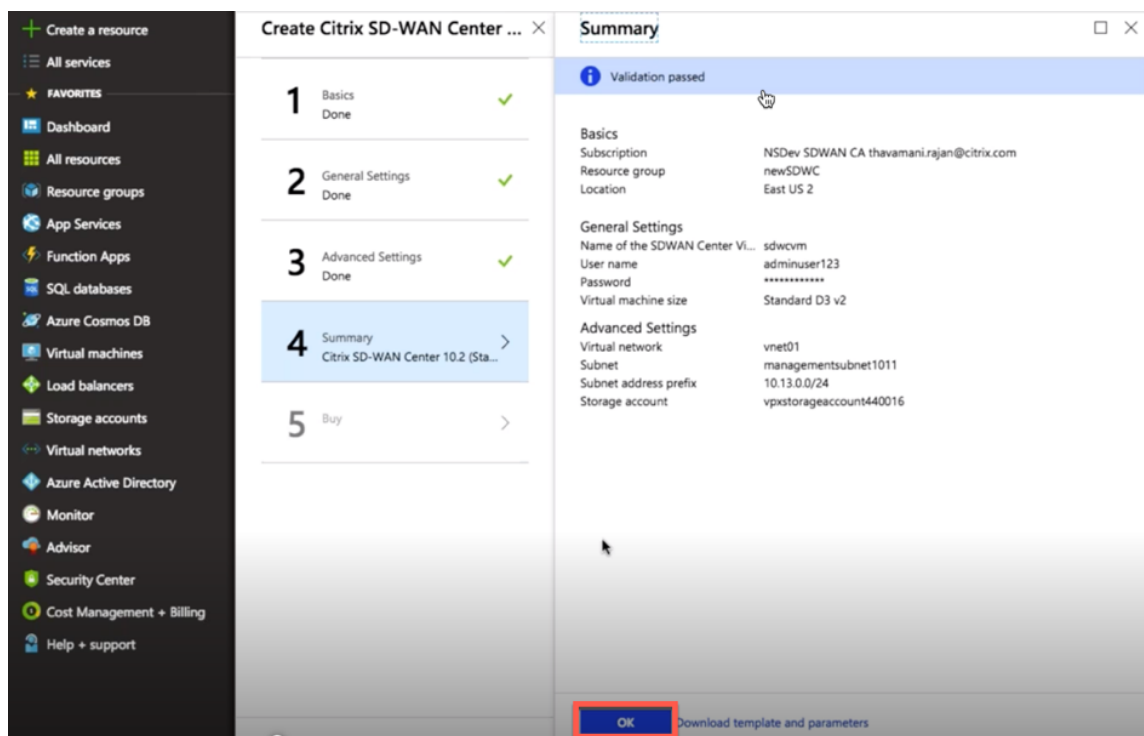 Create a resource
All services
FAVORITES
Dashboard
All resources
Resource groups
App Services
Function Apps
SQL databases
Azure Cosmos DB
Virtual machines
Load balancers
Storage accounts
Virtual networks
Azure Active Directory
Monitor
Advisor
Security Center
Cost Management + Billing
Help + support
Create Citrix SD-WAN Center ...
1 Basics
Done
2 General Settings
Done
3 Advanced Settings
Done
4 Summary
Citrix SD-WAN Center 10.2 (Sta...
5 Buy
Summary
Validation passed
Basics
Subscription NSDev SDWAN CA thavamani.rajan@citrix.com
Resource group newSDWC
Location East US 2
General Settings
Name of the SDWAN Center Vi... sdwcvm
User name adminuser123
Password ************
Virtual machine size Standard D3 v2
Advanced Settings
Virtual network vnet01
Subnet managementsubnet1011
Subnet address prefix 10.13.0.0/24
Storage account vpxstorageaccount440016
OK Download template and parameters